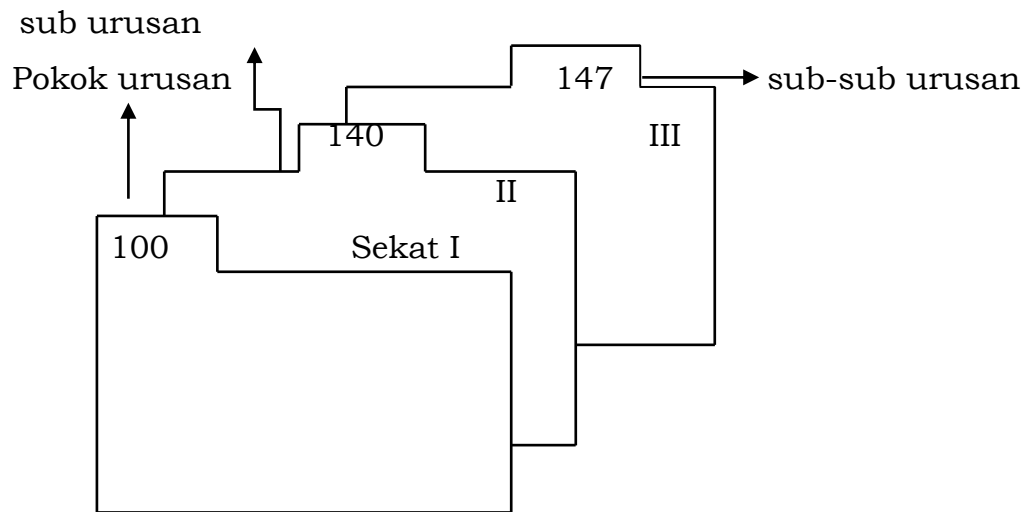 sub urusan
Pokok urusan
147
sub-sub urusan
140
III
II
100
Sekat I